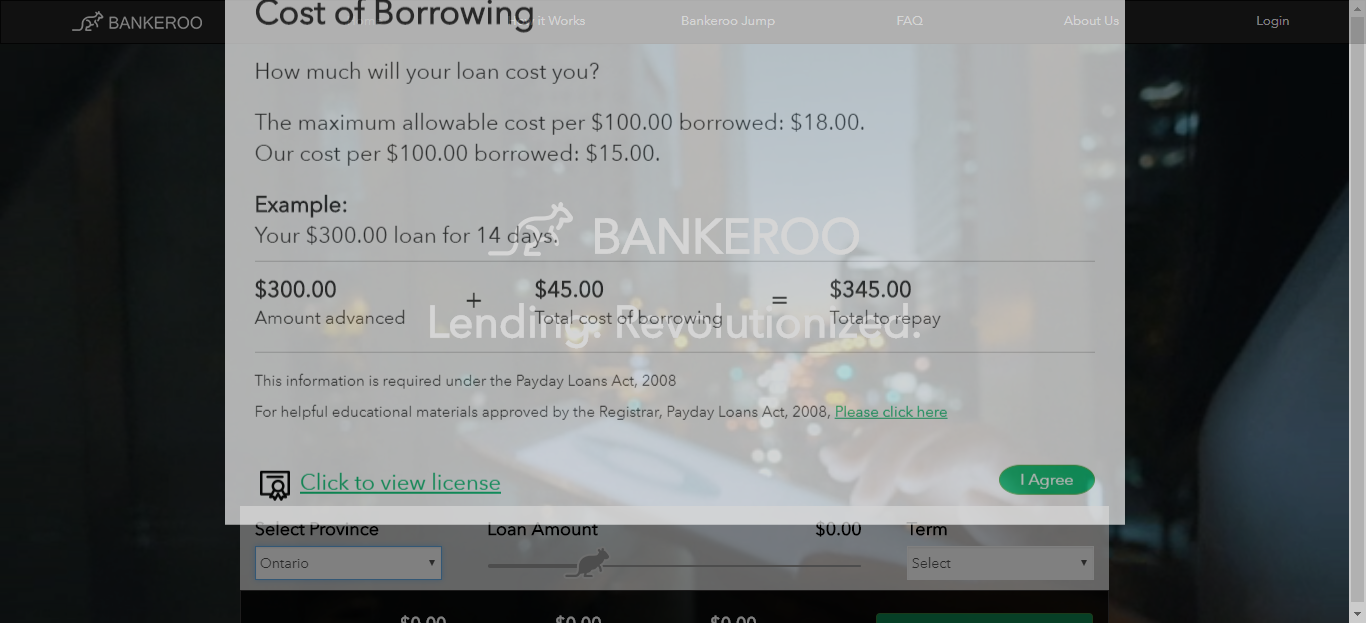 BANKEROO
it Works
Bankeroo Jump
FAQ
About Us
Login
Cost of Borrowing
How much will your loan cost you?
The maximum allowable cost per $100.00 borrowed: $18.00.
Our cost per $100.00 borrowed: $15.00.
Example:
Your $300.00 loan for 14 days.
BANKEROO
$300.00 + $45.00 = $345.00
Amount advanced Total cost of borrowing Total to repay
Lending. Revolutionized.
This information is required under the Payday Loans Act, 2008
For helpful educational materials approved by the Registrar, Payday Loans Act, 2008, Please click here
Click to view license
I Agree
Select Province Loan Amount $0.00 Term
Ontario Select
$0.00 $0.00 $0.00